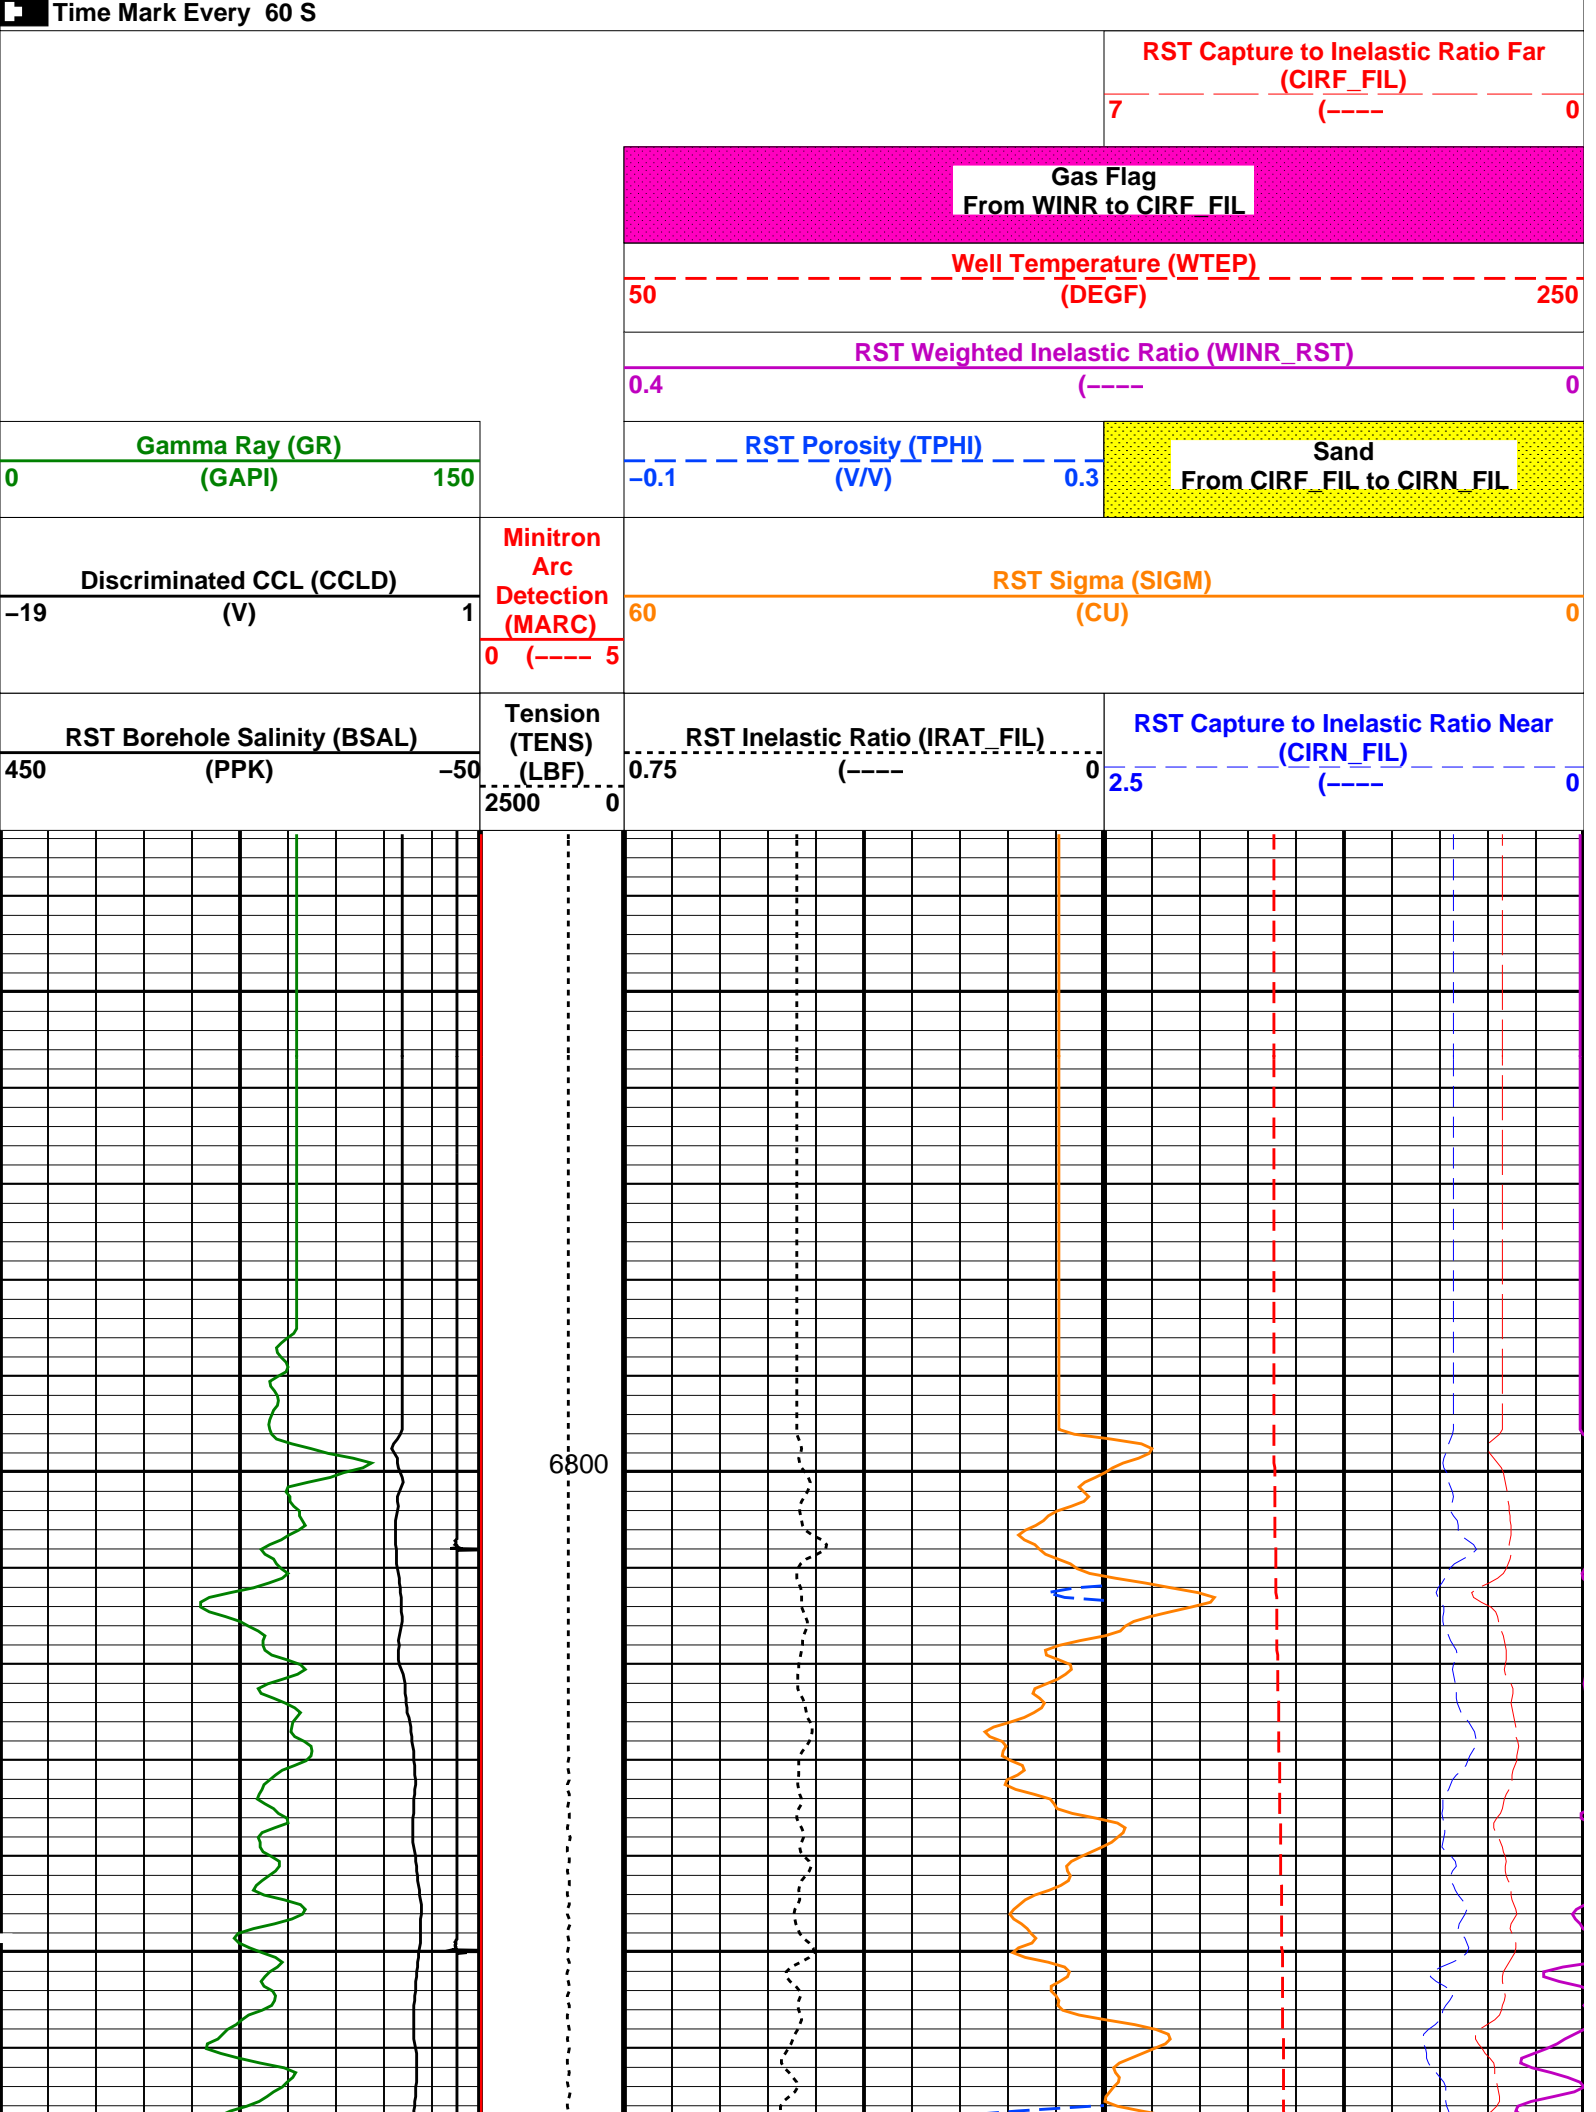 Time Mark Every 60 S
RST Capture to Inelastic Ratio Far
(CIRF_FIL)
7 (---- 0
Gas Flag
From WINR to CIRF_FIL
Well Temperature (WTEP)
50 (DEGF) 250
RST Weighted Inelastic Ratio (WINR_RST)
0.4 (---- 0
Gamma Ray (GR)
0 (GAPI) 150
RST Porosity (TPHI)
−0.1 (V/V) 0.3
Sand
From CIRF_FIL to CIRN_FIL
Discriminated CCL (CCLD)
−19 (V) 1
Minitron
Arc
Detection
(MARC)
0 (---- 5
RST Sigma (SIGM)
60 (CU) 0
RST Borehole Salinity (BSAL)
450 (PPK) −50
Tension
(TENS)
(LBF)
2500 0
RST Inelastic Ratio (IRAT_FIL)
0.75 (---- 0
RST Capture to Inelastic Ratio Near
(CIRN_FIL)
2.5 (---- 0
6800